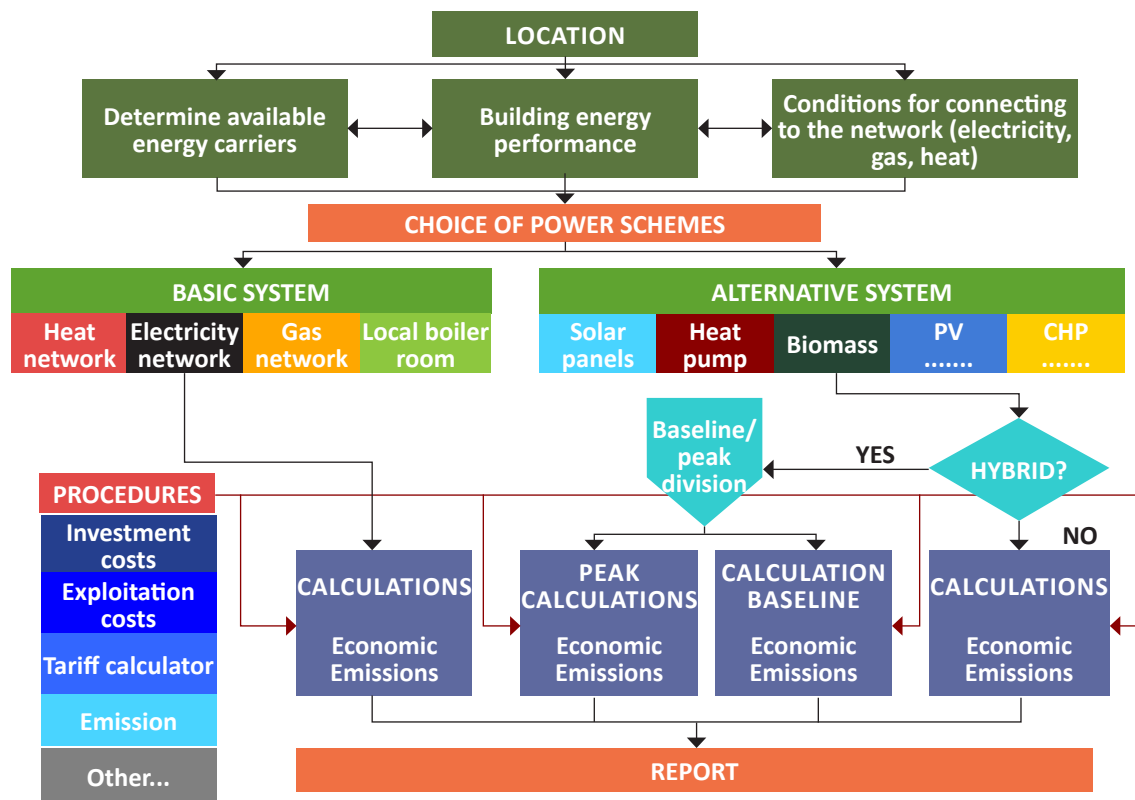 LOCATION
Determine available
energy carriers
Building energy
performance
Conditions for connecting
to the network (electricity,
gas, heat)
CHOICE OF POWER SCHEMES
BASIC SYSTEM
Heat
network
Electricity
network
Gas
network
Local boiler
room
ALTERNATIVE SYSTEM
Solar
panels
Heat
pump
Biomass
PV
.......
CHP
.......
Baseline/
peak
division
YES
HYBRID?
NO
PROCEDURES
Investment
costs
Exploitation
costs
Tariff calculator
Emission
Other...
CALCULATIONS
Economic
Emissions
PEAK
CALCULATIONS
Economic
Emissions
CALCULATION
BASELINE
Economic
Emissions
CALCULATIONS
Economic
Emissions
REPORT